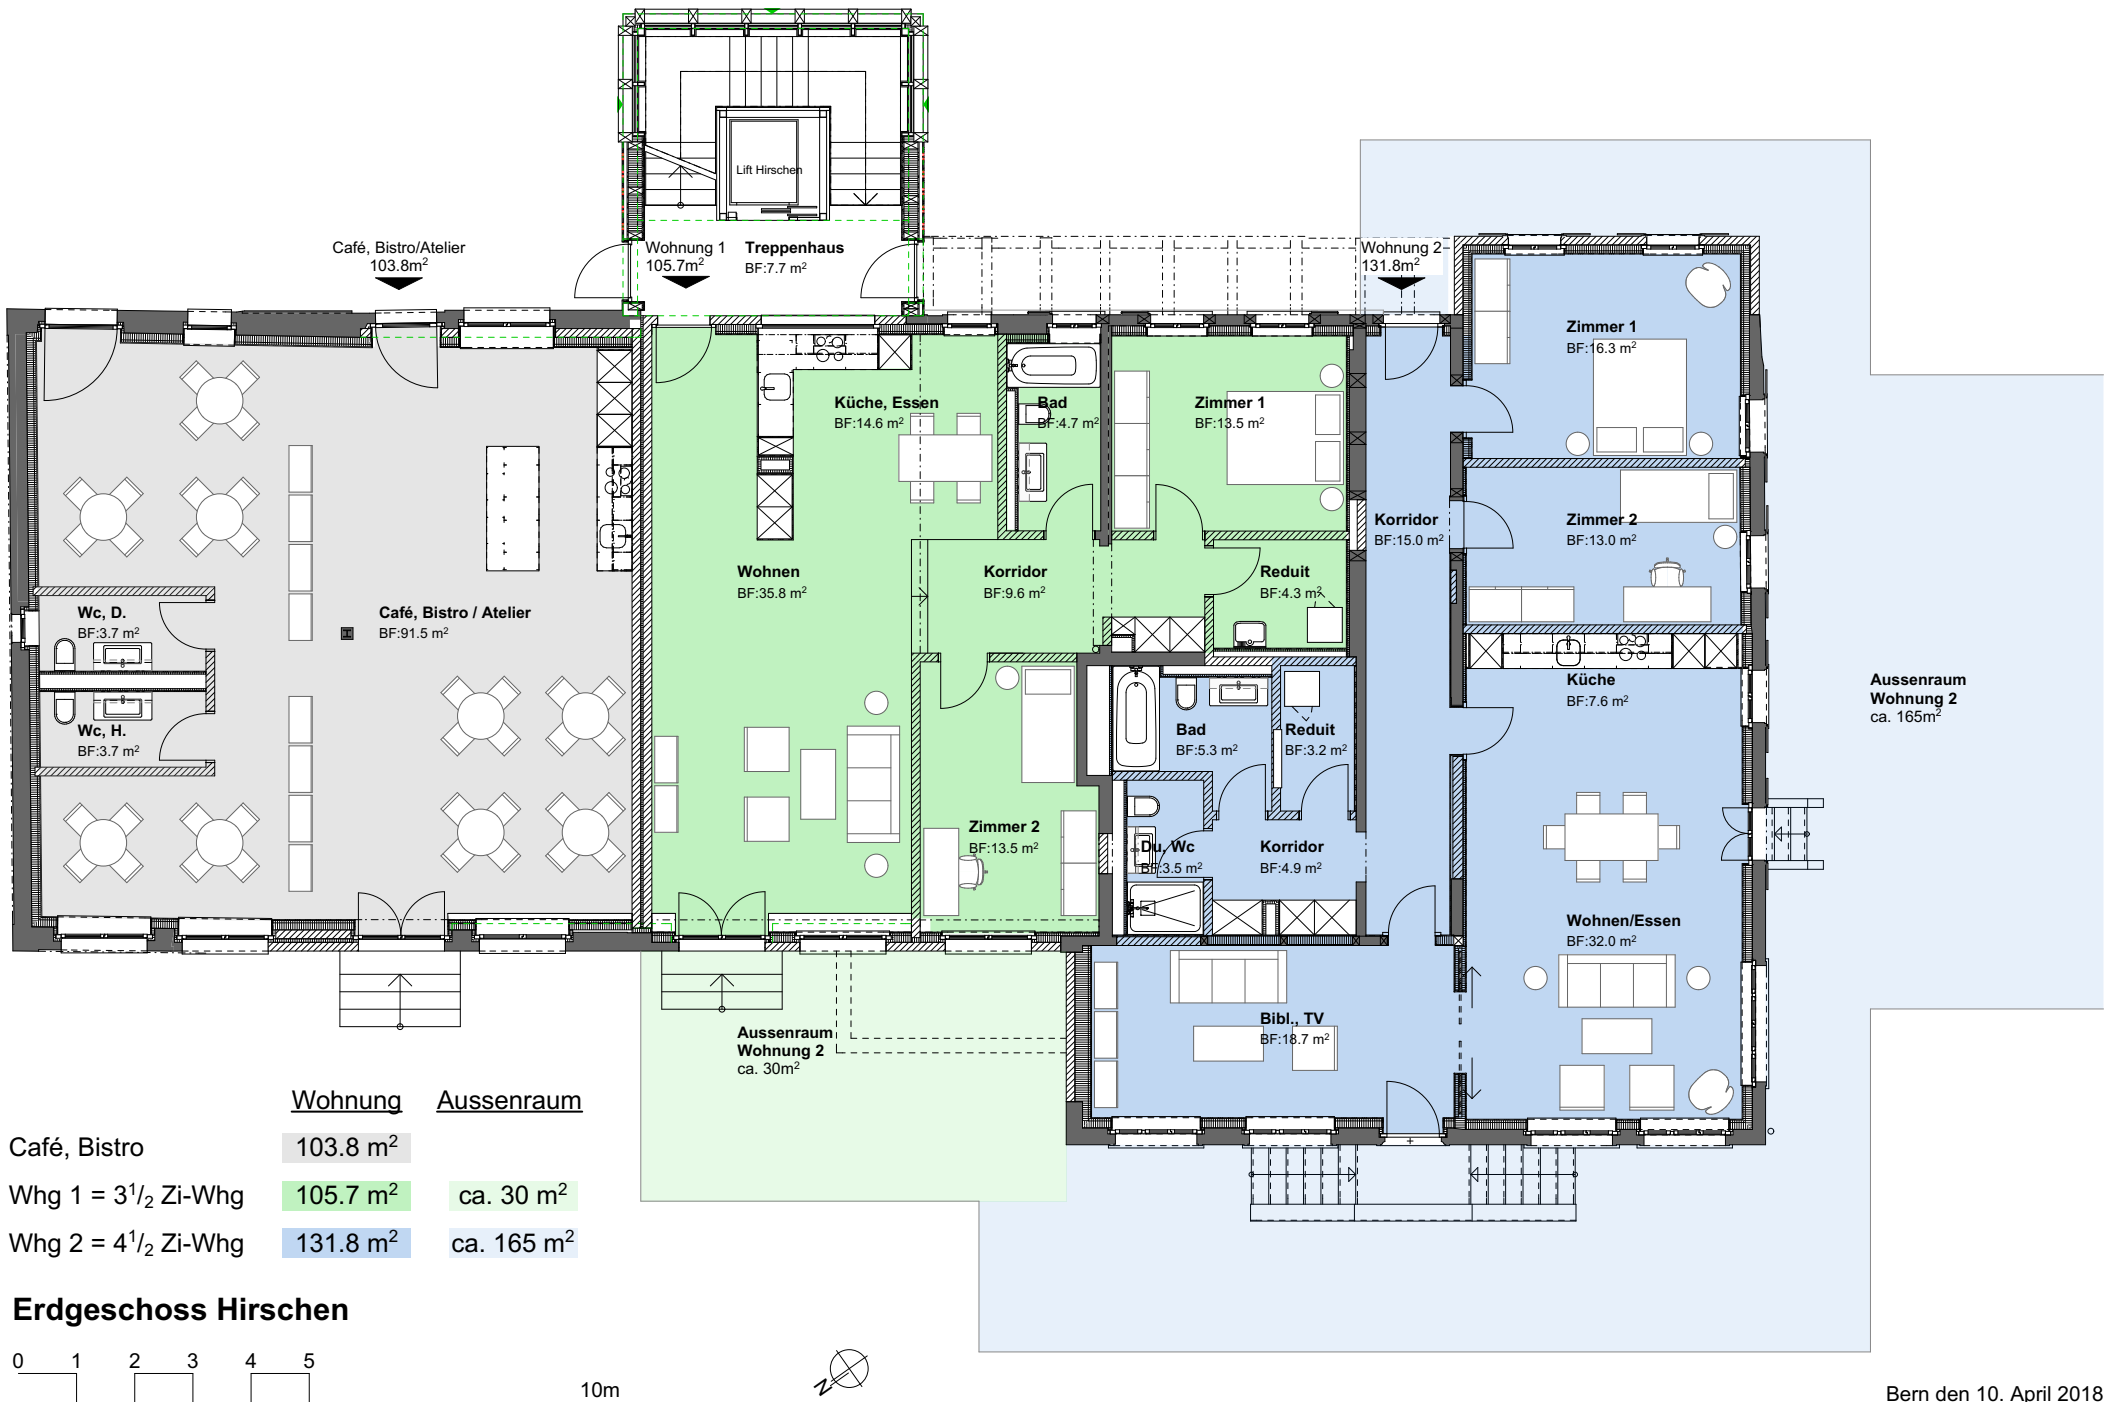 Lift Hirschen
Café, Bistro/Atelier
103.8m²
Wohnung 1
105.7m²
Treppenhaus
BF:7.7 m²
Wohnung 2
131.8m²
Zimmer 1
BF:16.3 m²
Küche, Essen
BF:14.6 m²
Bad
BF:4.7 m²
Zimmer 1
BF:13.5 m²
Korridor
BF:15.0 m²
Zimmer 2
BF:13.0 m²
Wohnen
BF:35.8 m²
Korridor
BF:9.6 m²
Reduit
BF:4.3 m²
Wc, D.
BF:3.7 m²
Café, Bistro / Atelier
BF:91.5 m²
Küche
BF:7.6 m²
Aussenraum
Wohnung 2
ca. 165m²
Wc, H.
BF:3.7 m²
Bad
BF:5.3 m²
Reduit
BF:3.2 m²
Zimmer 2
BF:13.5 m²
Du, Wc
BF:3.5 m²
Korridor
BF:4.9 m²
Wohnen/Essen
BF:32.0 m²
Bibl., TV
BF:18.7 m²
Aussenraum
Wohnung 2
ca. 30m²
Wohnung Aussenraum
Café, Bistro 103.8 m²
Whg 1 = 3¹/₂ Zi-Whg 105.7 m² ca. 30 m²
Whg 2 = 4¹/₂ Zi-Whg 131.8 m² ca. 165 m²
Erdgeschoss Hirschen
0 1 2 3 4 5 10m
N
Bern den 10. April 2018